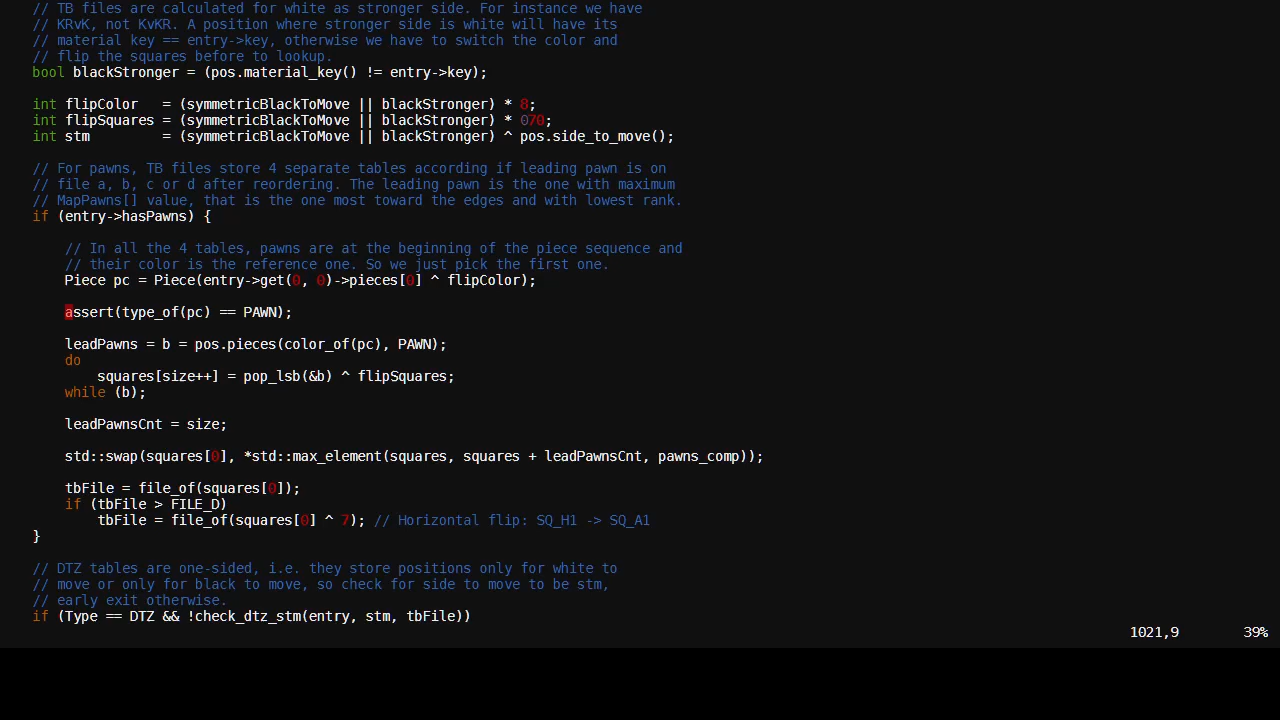 // TB files are calculated for white as stronger side. For instance we have
// KRvK, not KvKR. A position where stronger side is white will have its
// material key == entry->key, otherwise we have to switch the color and
// flip the squares before to lookup.
bool blackStronger = (pos.material_key() != entry->key);
int flipColor   = (symmetricBlackToMove || blackStronger) * 8;
int flipSquares = (symmetricBlackToMove || blackStronger) * 070;
int stm         = (symmetricBlackToMove || blackStronger) ^ pos.side_to_move();
// For pawns, TB files store 4 separate tables according if leading pawn is on
// file a, b, c or d after reordering. The leading pawn is the one with maximum
// MapPawns[] value, that is the one most toward the edges and with lowest rank.
if (entry->hasPawns) {
// In all the 4 tables, pawns are at the beginning of the piece sequence and
// their color is the reference one. So we just pick the first one.
Piece pc = Piece(entry->get(0, 0)->pieces[0] ^ flipColor);
assert(type_of(pc) == PAWN);
leadPawns = b = pos.pieces(color_of(pc), PAWN);
do
squares[size++] = pop_lsb(&b) ^ flipSquares;
while (b);
leadPawnsCnt = size;
std::swap(squares[0], *std::max_element(squares, squares + leadPawnsCnt, pawns_comp));
tbFile = file_of(squares[0]);
if (tbFile > FILE_D)
tbFile = file_of(squares[0] ^ 7); // Horizontal flip: SQ_H1 -> SQ_A1
}
// DTZ tables are one-sided, i.e. they store positions only for white to
// move or only for black to move, so check for side to move to be stm,
// early exit otherwise.
if (Type == DTZ && !check_dtz_stm(entry, stm, tbFile))
1021,9        39%